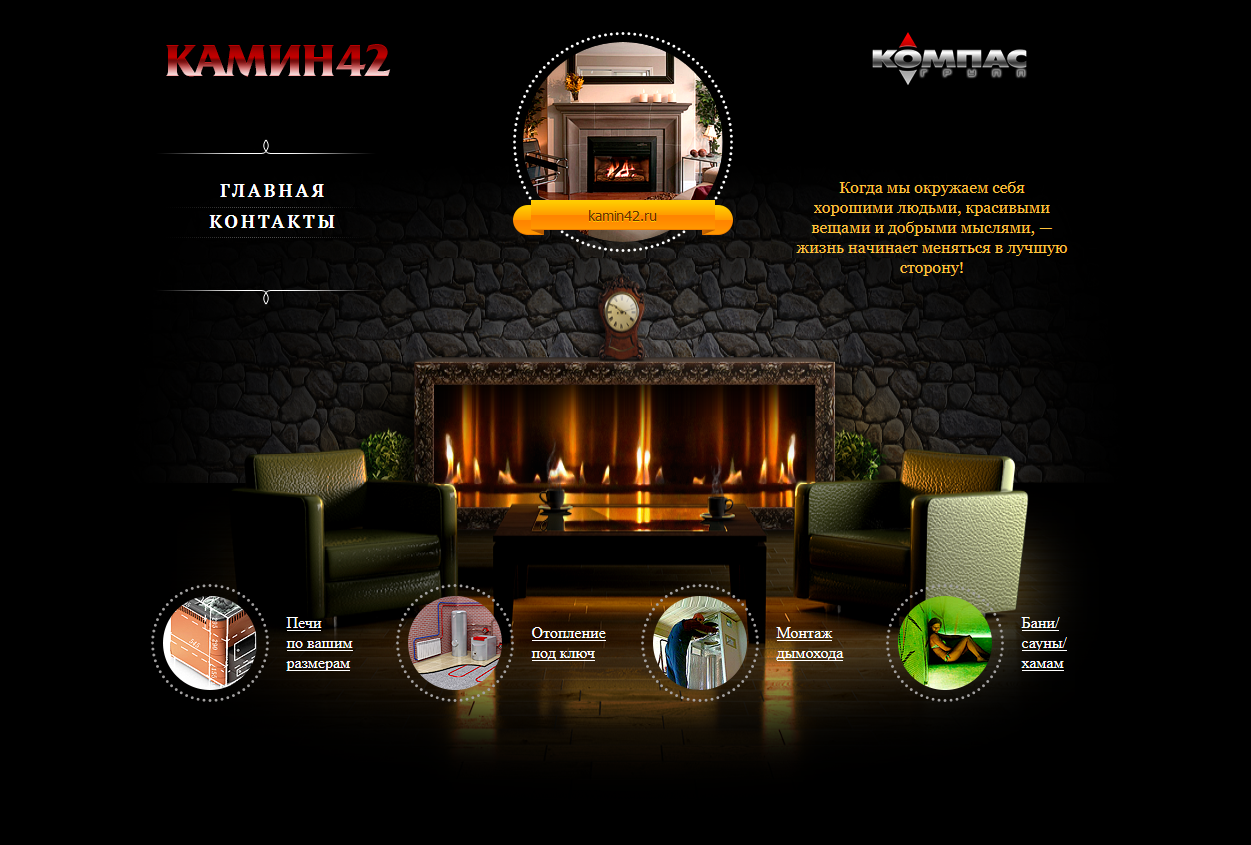 КАМИН42
КОМПАС
ГРУПП
ГЛАВНАЯ
КОНТАКТЫ
kamin42.ru
Когда мы окружаем себя
хорошими людьми, красивыми
вещами и добрыми мыслями, —
жизнь начинает меняться в лучшую
сторону!
Печи
по вашим
размерам
Отопление
под ключ
Монтаж
дымохода
Бани/
сауны/
хамам